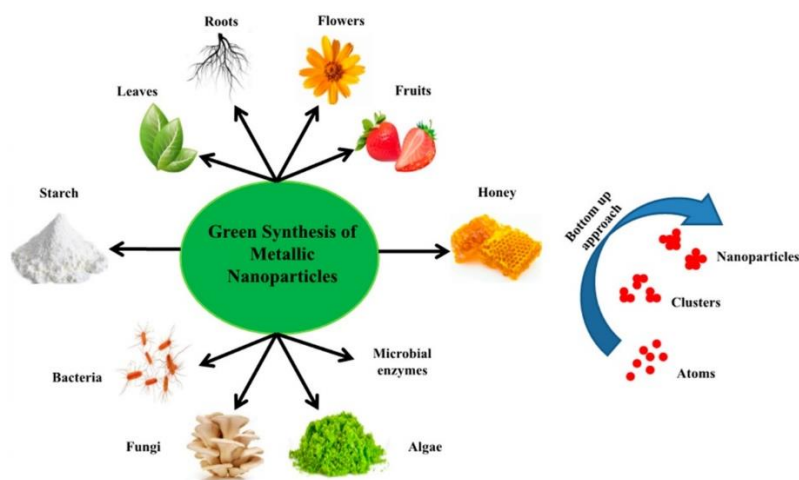 Roots
Flowers
Leaves
Fruits
Starch
Honey
Green Synthesis of
Metallic
Nanoparticles
Bacteria
Microbial
enzymes
Fungi
Algae
Bottom up
approach
Nanoparticles
Clusters
Atoms